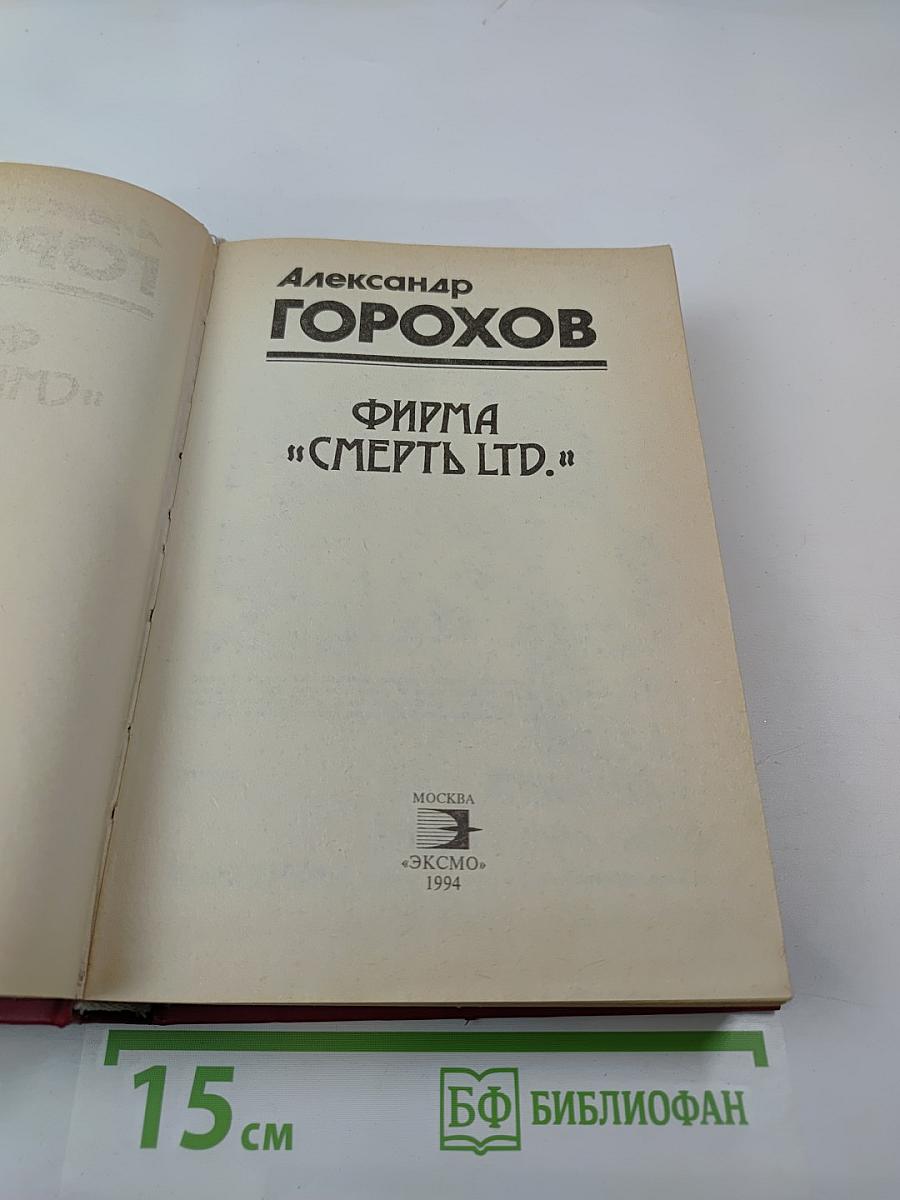 Александр
ГОРОХОВ
ФИРМА
«СМЕРТЬ LTD.»
МОСКВА
Э
«ЭКСМО»
1994
15 см
БФ БИБЛИОФАН